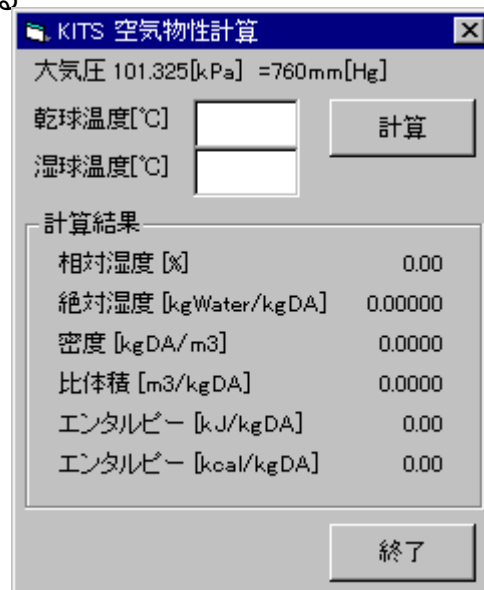 KITS 空気物性計算
大気圧 101.325[kPa] =760mm[Hg]
乾球温度[℃]
計算
湿球温度[℃]
計算結果
相対湿度 [%] 0.00
絶対湿度 [kgWater/kgDA] 0.00000
密度 [kgDA/m3] 0.0000
比体積 [m3/kgDA] 0.0000
エンタルピー [kJ/kgDA] 0.00
エンタルピー [kcal/kgDA] 0.00
終了